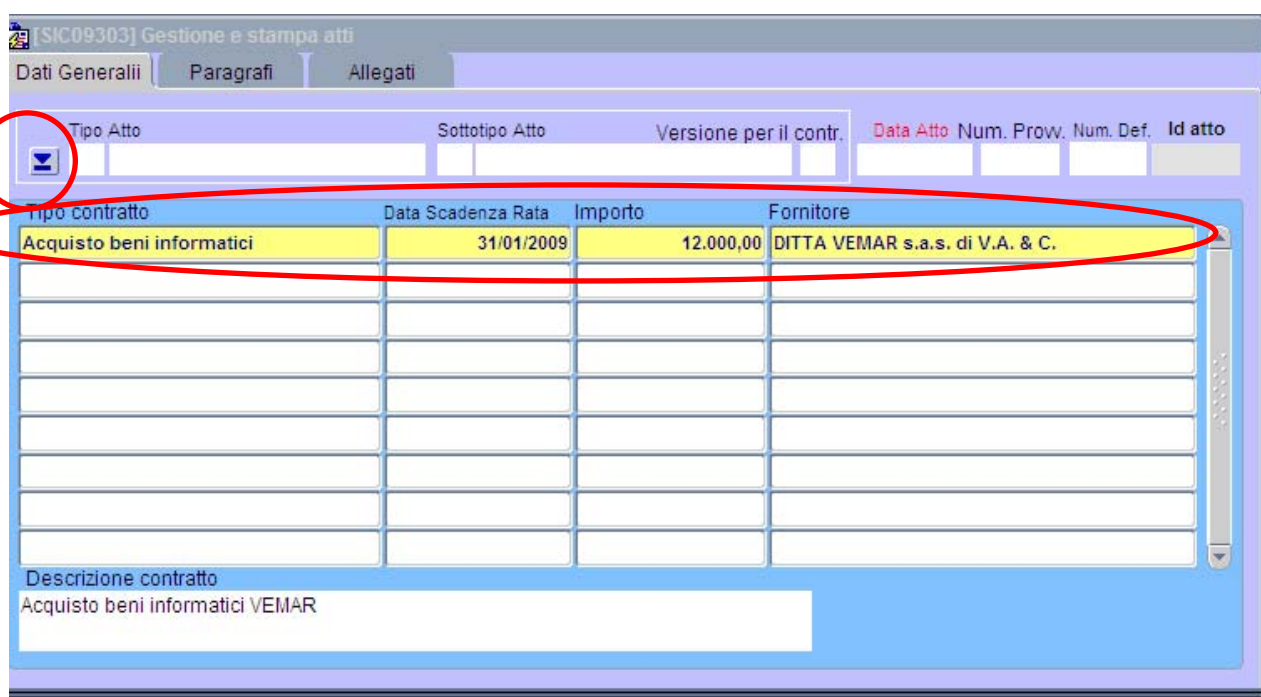 [SIC09303] Gestione e stampa atti
Dati Generalii Paragrafi Allegati
Tipo Atto Sottotipo Atto Versione per il contr. Data Atto Num. Provv. Num. Def. Id atto
Tipo contratto Data Scadenza Rata Importo Fornitore
Acquisto beni informatici 31/01/2009 12.000,00 DITTA VEMAR s.a.s. di V.A. & C.
Descrizione contratto
Acquisto beni informatici VEMAR